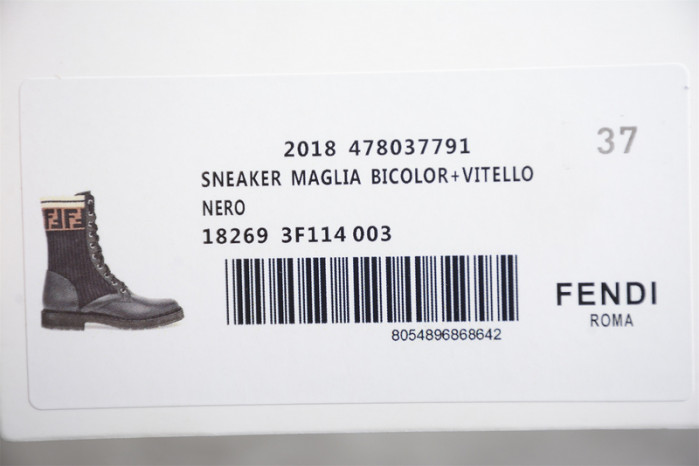 2018 478037791
37
SNEAKER MAGLIA BICOLOR+VITELLO
NERO
18269 3F114 003
8054896868642
FENDI
ROMA